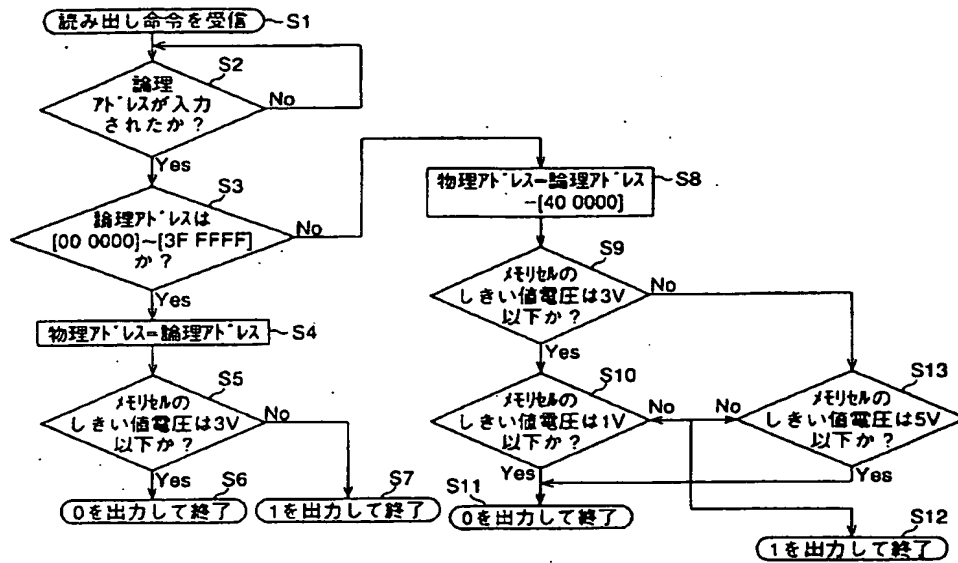 読み出し命令を受信
S1
S2
論理
アドレスが入力
されたか?
No
Yes
S3
論理アドレスは
[00 0000]~[3F FFFF]
か?
No
Yes
物理アドレス=論理アドレス
S4
S5
メモリセルの
しきい値電圧は3V
以下か?
No
Yes
S6
0を出力して終了
S7
1を出力して終了
物理アドレス=論理アドレス
-[40 0000]
S8
S9
メモリセルの
しきい値電圧は3V
以下か?
No
Yes
S10
メモリセルの
しきい値電圧は1V
以下か?
No
Yes
S13
メモリセルの
しきい値電圧は5V
以下か?
No
Yes
S11
0を出力して終了
S12
1を出力して終了